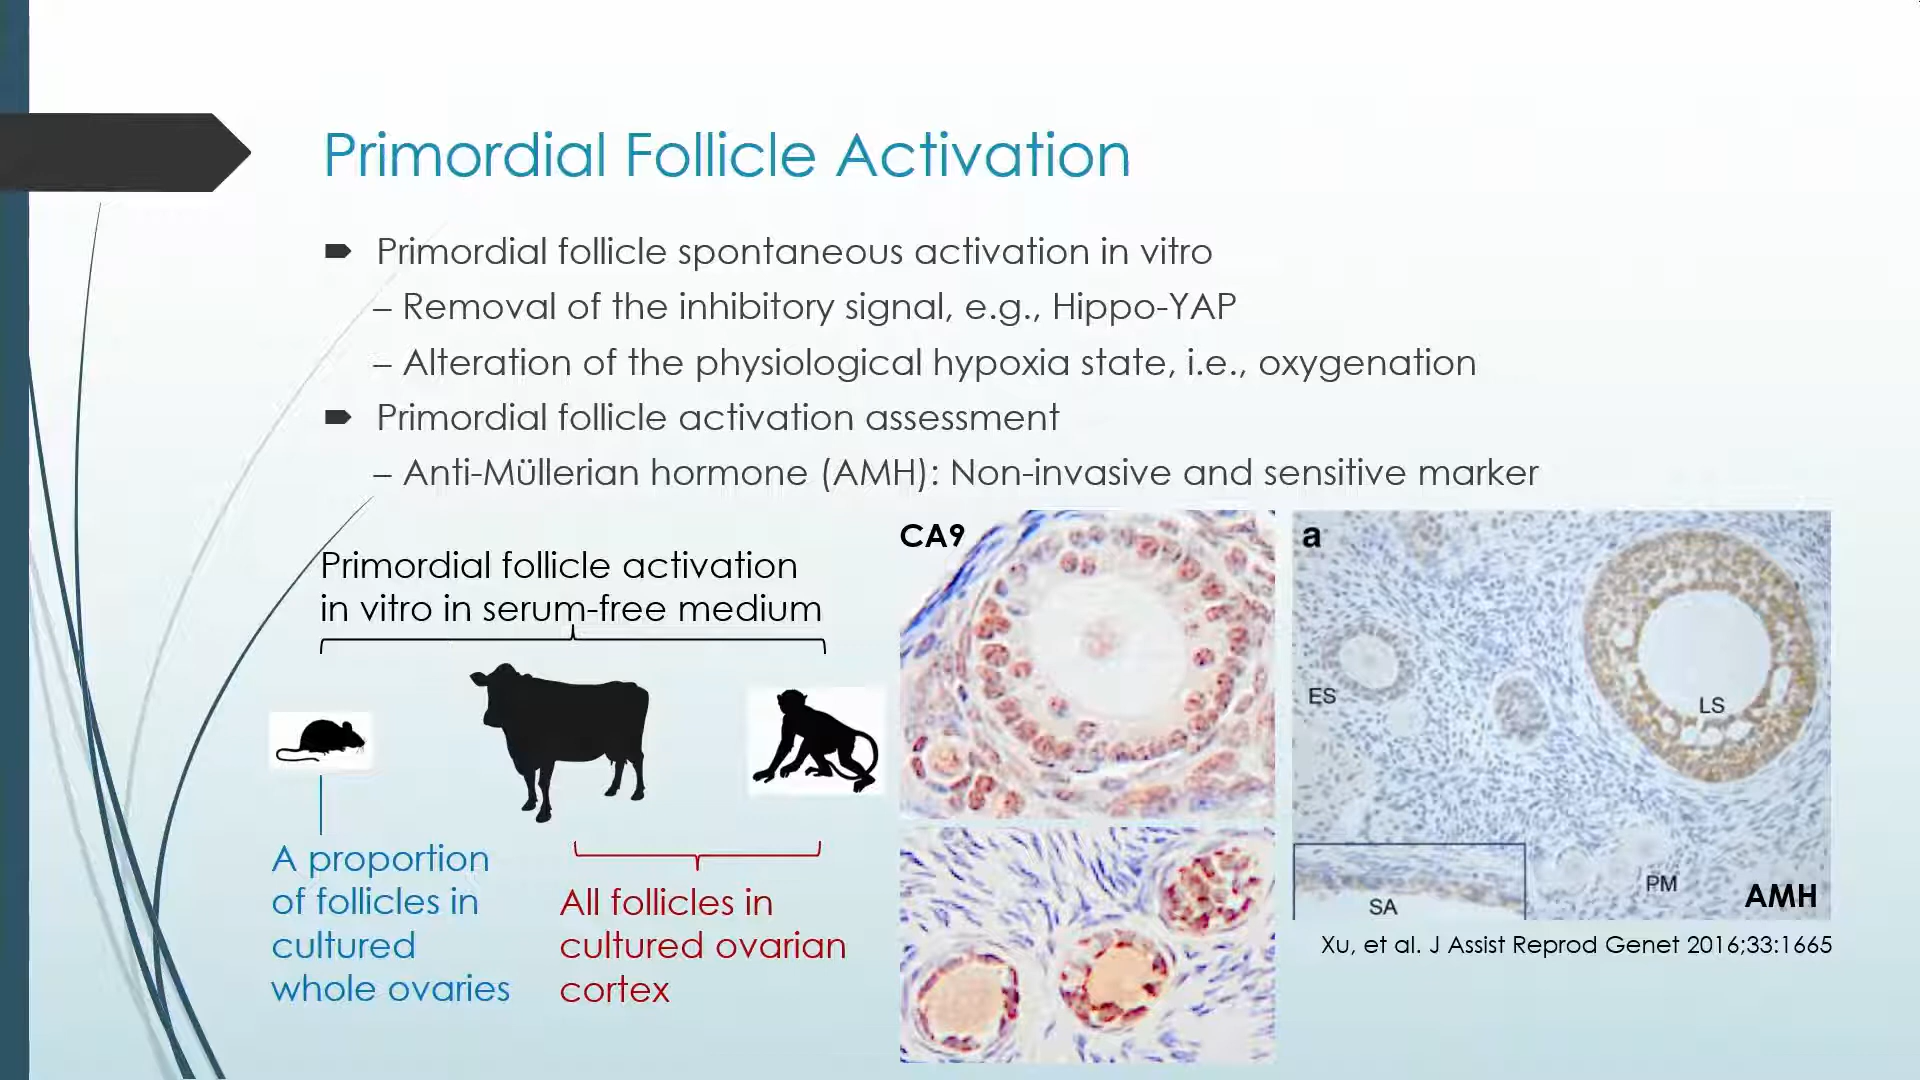 Primordial Follicle Activation
Primordial follicle spontaneous activation in vitro
– Removal of the inhibitory signal, e.g., Hippo-YAP
– Alteration of the physiological hypoxia state, i.e., oxygenation
Primordial follicle activation assessment
– Anti-Müllerian hormone (AMH): Non-invasive and sensitive marker
Primordial follicle activation
in vitro in serum-free medium
A proportion
of follicles in
cultured
whole ovaries
All follicles in
cultured ovarian
cortex
CA9
a
ES
LS
PM
SA
AMH
Xu, et al. J Assist Reprod Genet 2016;33:1665